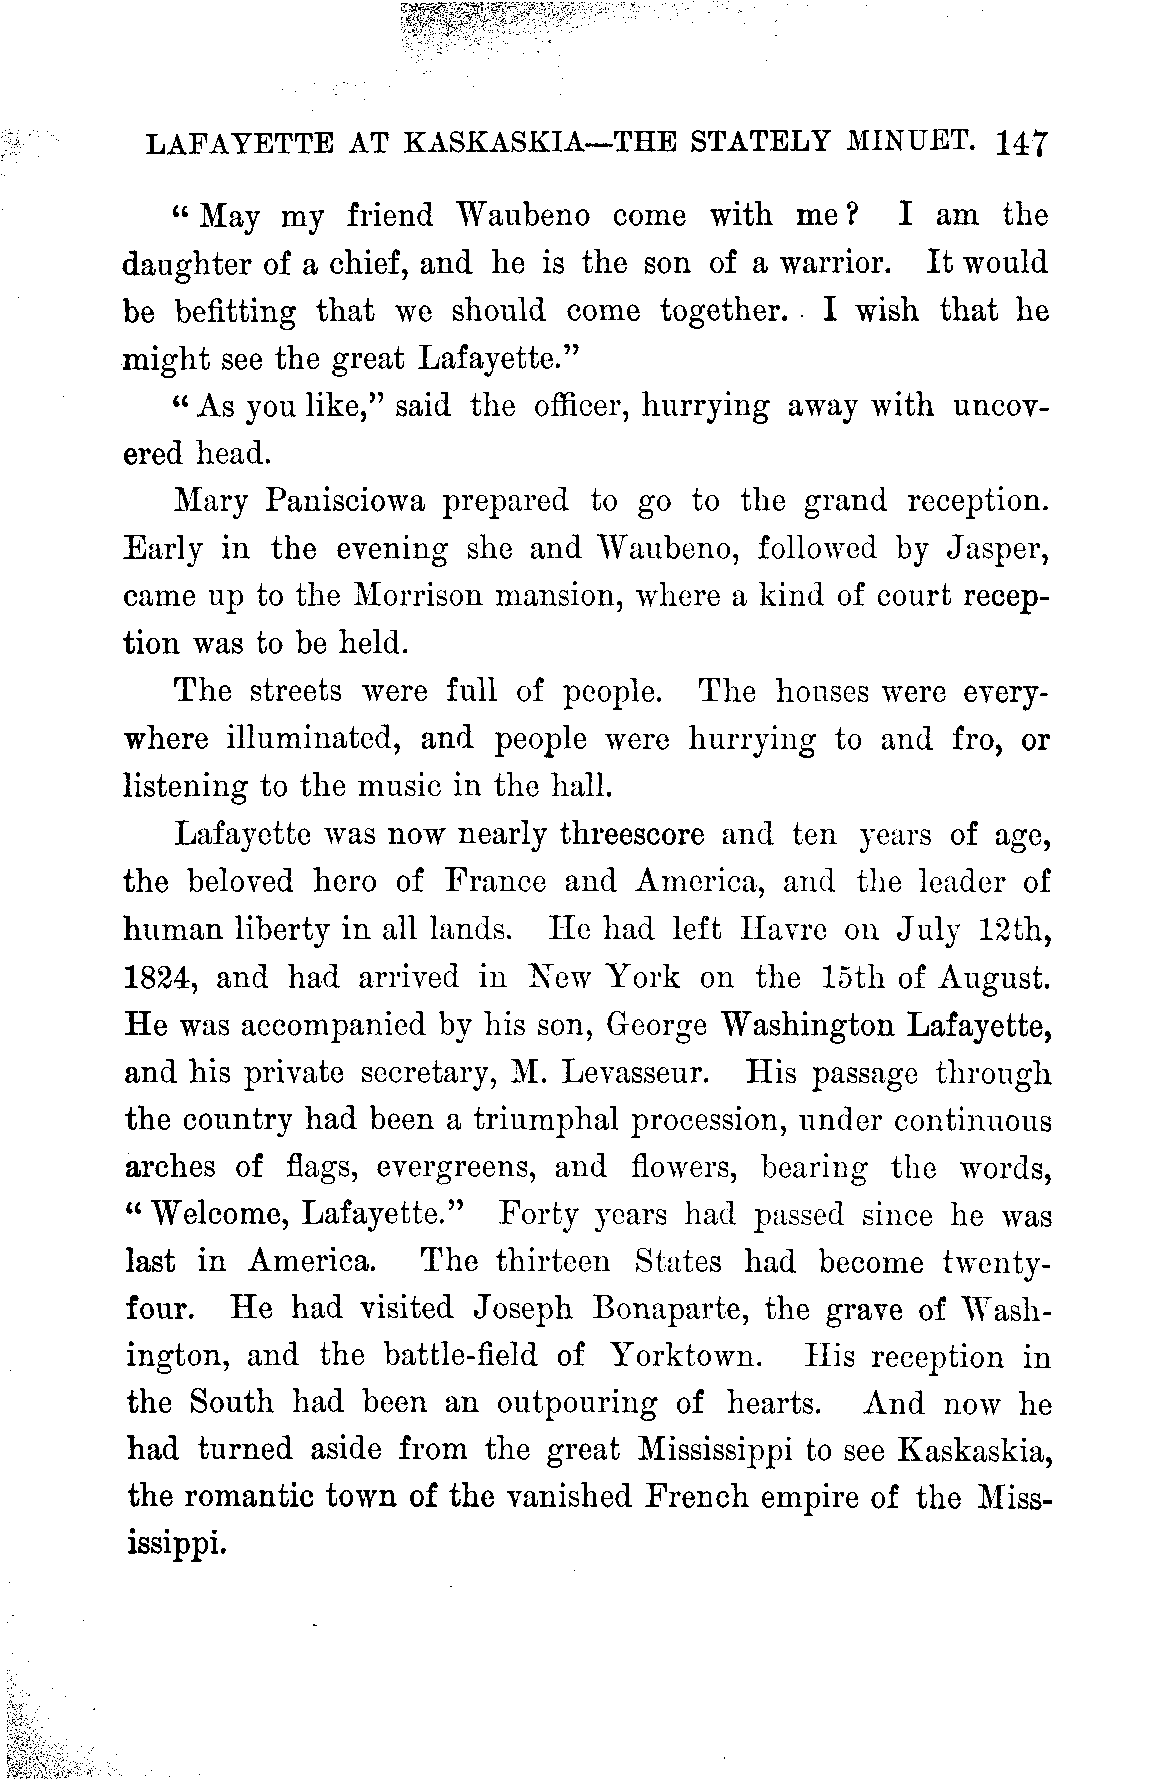 LAFAYETTE AT KASKASKIA—THE STATELY MINUET. 147
“ May my friend Waubeno come with me ? I am the
daughter of a chief, and he is the son of a warrior. It would
be befitting that we should come together. I wish that he
might see the great Lafayette.”
“ As you like,” said the officer, hurrying away with uncov-
ered head.
Mary Panisciowa prepared to go to the grand reception.
Early in the evening she and Waubeno, followed by Jasper,
came up to the Morrison mansion, where a kind of court recep-
tion was to be held.
The streets were full of people. The houses were every-
where illuminated, and people were hurrying to and fro, or
listening to the music in the hall.
Lafayette was now nearly threescore and ten years of age,
the beloved hero of France and America, and the leader of
human liberty in all lands. He had left Havre on July 12th,
1824, and had arrived in New York on the 15th of August.
He was accompanied by his son, George Washington Lafayette,
and his private secretary, M. Levasseur. His passage through
the country had been a triumphal procession, under continuous
arches of flags, evergreens, and flowers, bearing the words,
“ Welcome, Lafayette.” Forty years had passed since he was
last in America. The thirteen States had become twenty-
four. He had visited Joseph Bonaparte, the grave of Wash-
ington, and the battle-field of Yorktown. His reception in
the South had been an outpouring of hearts. And now he
had turned aside from the great Mississippi to see Kaskaskia,
the romantic town of the vanished French empire of the Miss-
issippi.